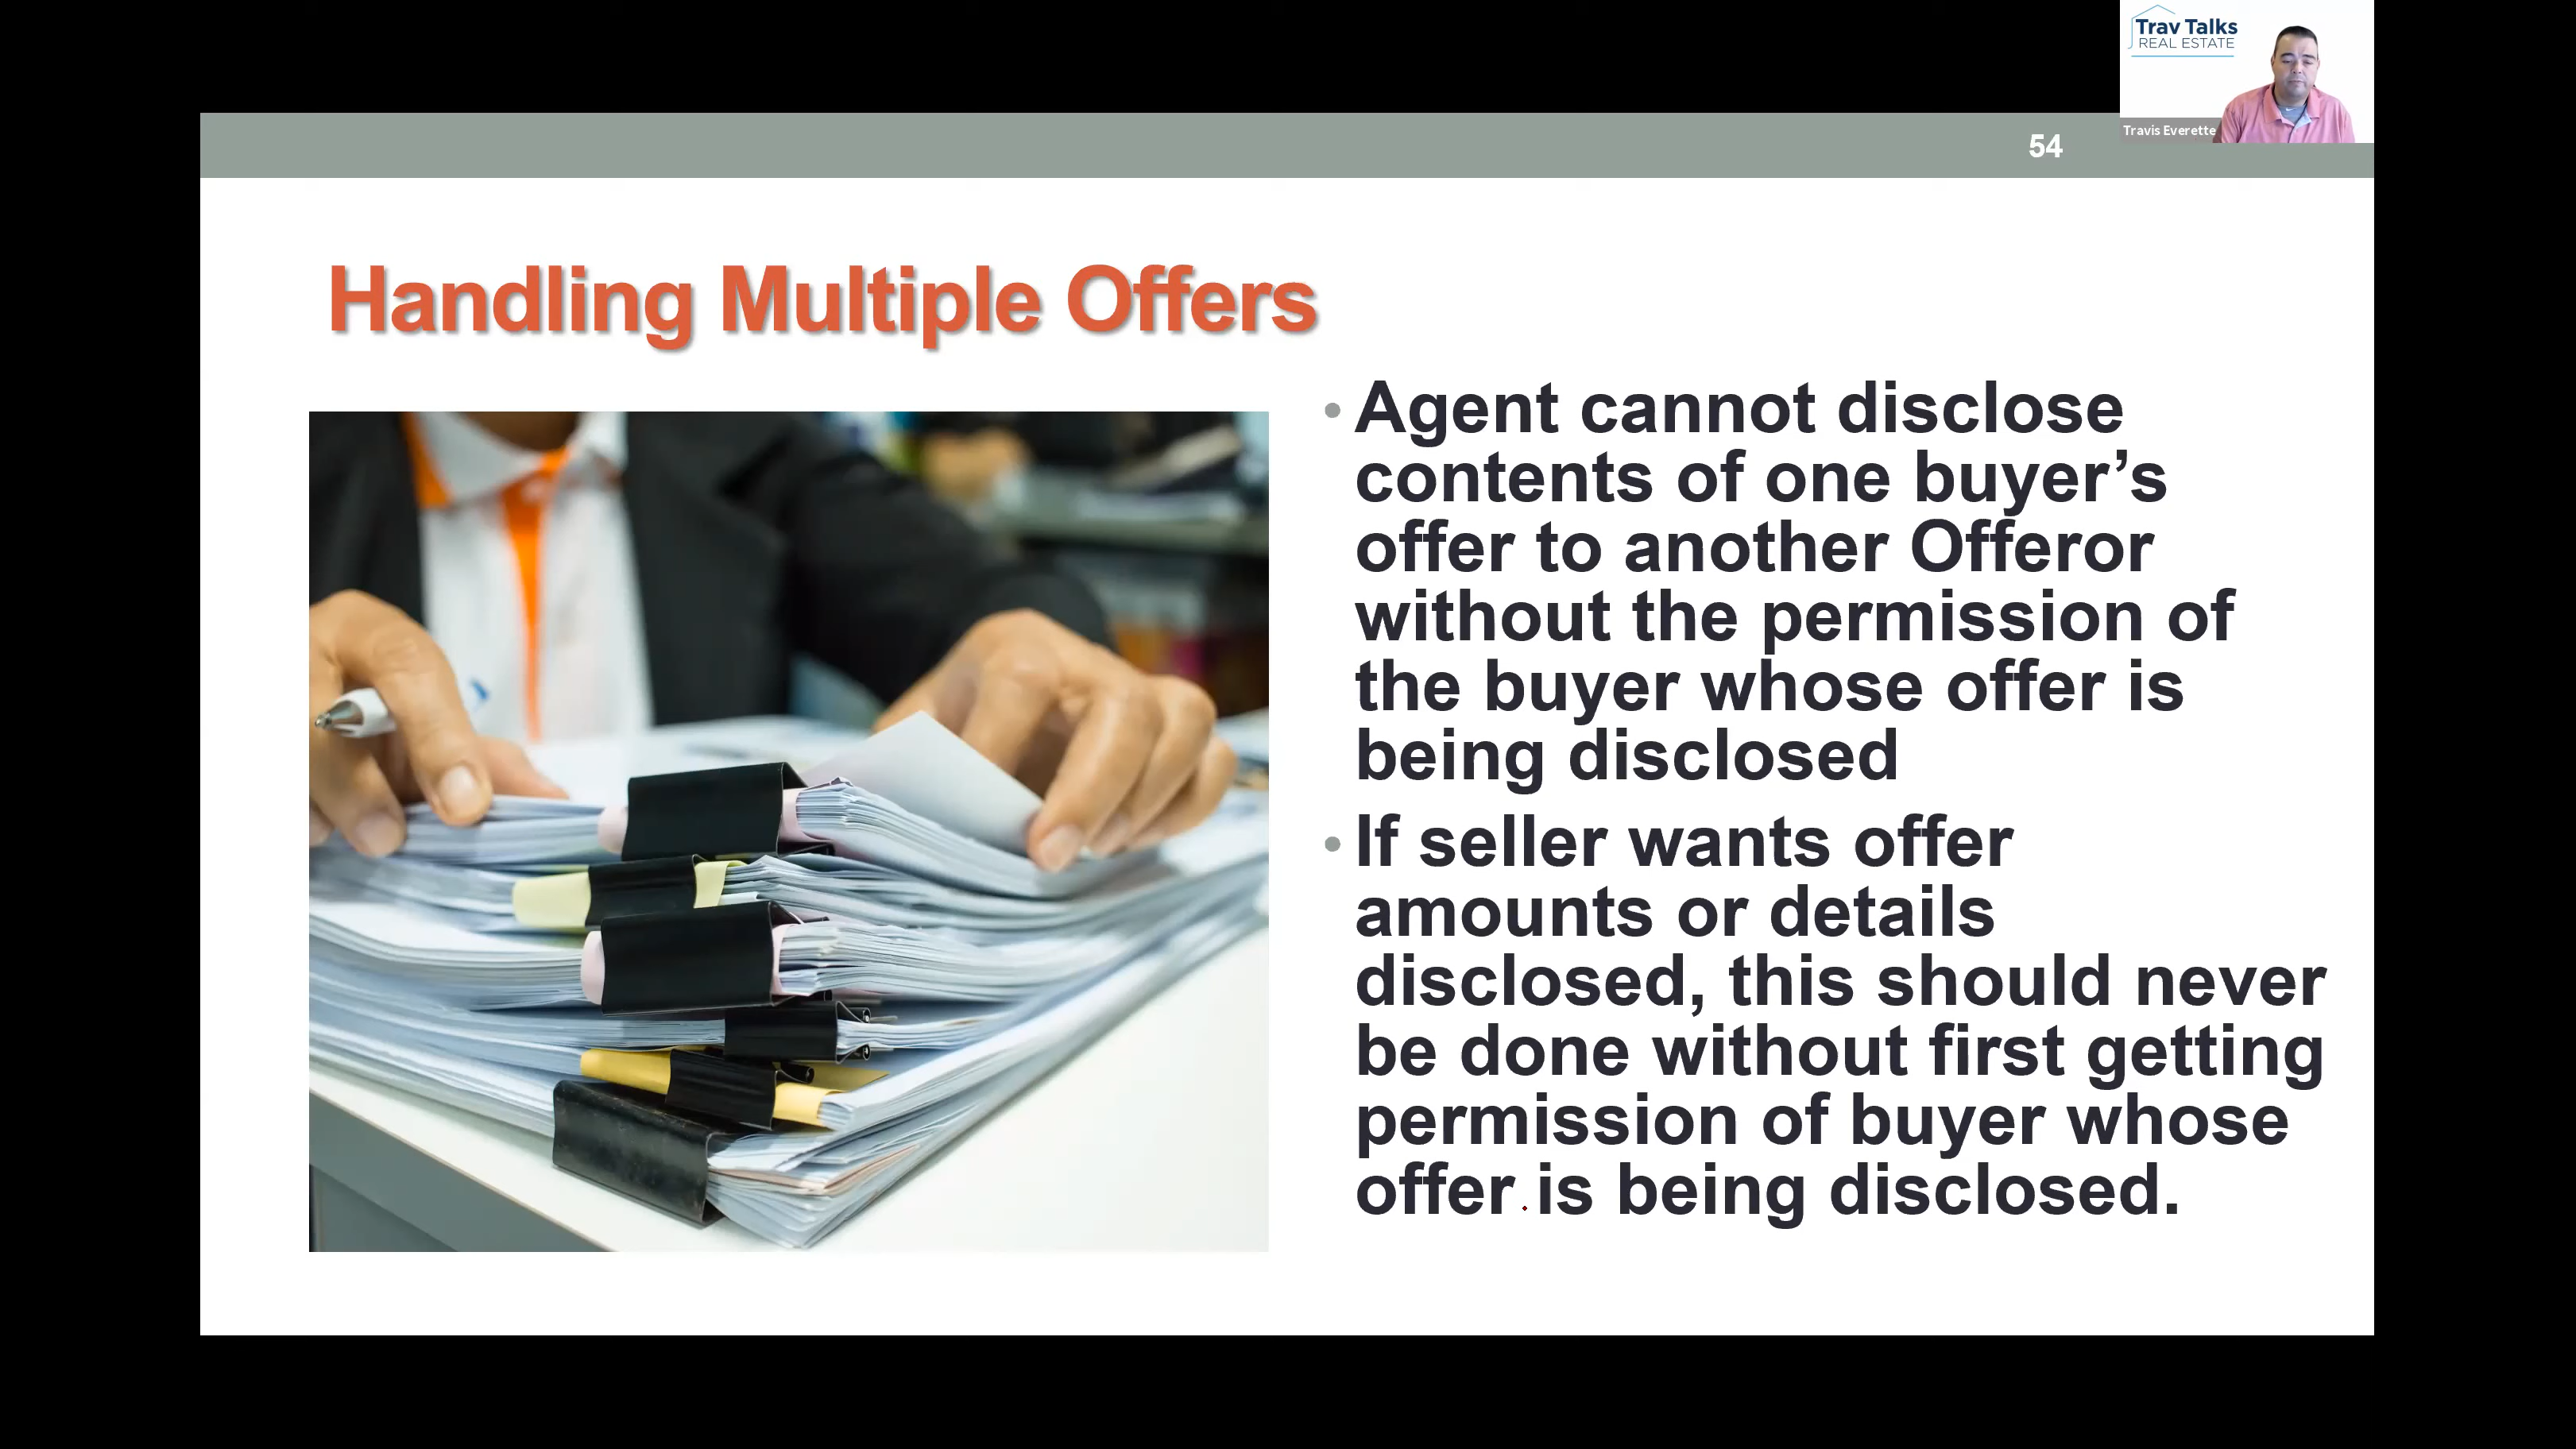 Trav Talks
REAL ESTATE
Travis Everette
54
Handling Multiple Offers
• Agent cannot disclose
contents of one buyer’s
offer to another Offeror
without the permission of
the buyer whose offer is
being disclosed
• If seller wants offer
amounts or details
disclosed, this should never
be done without first getting
permission of buyer whose
offer is being disclosed.